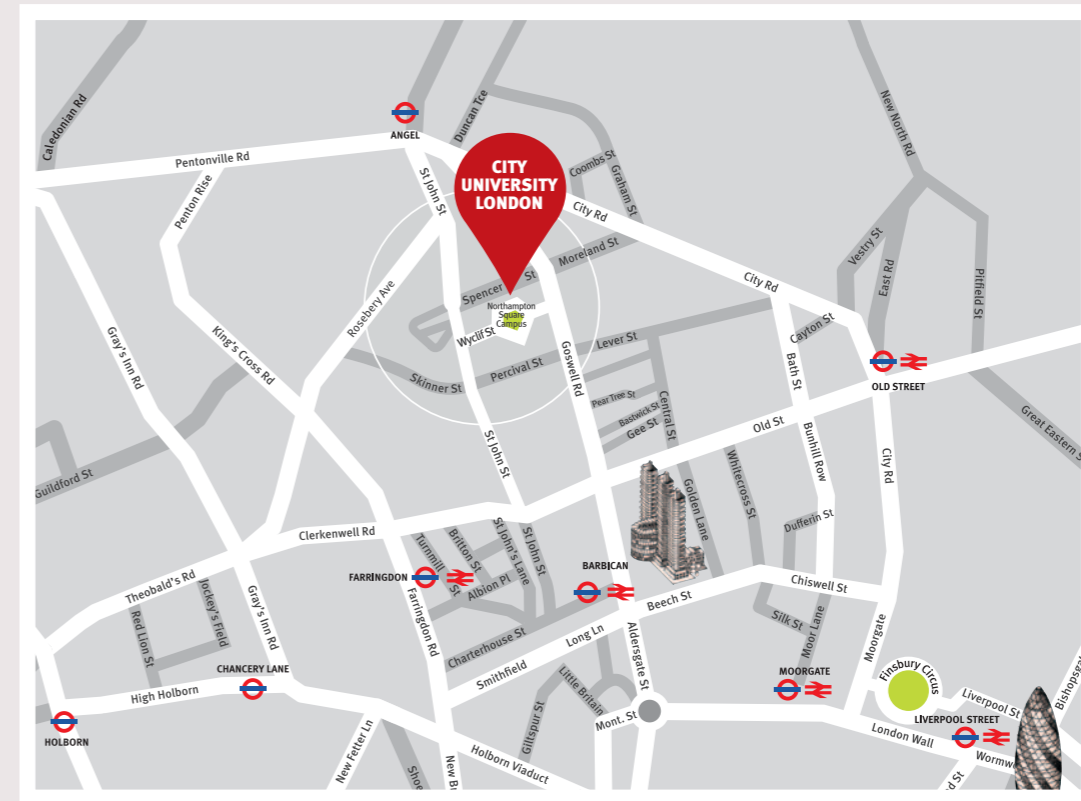 Caledonian Rd
Duncan Tce
New North Rd
ANGEL
Pentonville Rd
CITY
UNIVERSITY
LONDON
Coombs St
Graham St
St John St
Penton Rise
City Rd
Moreland St
Vestry St
East Rd
Pitfield St
City Rd
Spencer St
Rosebery Ave
Northampton
Square
Campus
Wyclif St
Cayton St
Lever St
Gray's Inn Rd
King's Cross Rd
Percival St
Goswell Rd
Skinner St
Bath St
OLD STREET
Pear Tree St
Bastwick St
Gee St
Central St
Old St
Great Eastern S
St John St
Bunhill Row
City Rd
Guildford St
Whitecross St
Golden Lane
Dufferin St
Clerkenwell Rd
Turnmill St
Britton St
St John's Lane
St John St
FARRINGDON
Albion Pl
BARBICAN
Theobald's Rd
Jockey's Field
Gray's Inn Rd
Farringdon Rd
Beech St
Chiswell St
Red Lion St
Charterhouse St
Long Ln
Aldersgate St
Silk St
Moor Lane
Moorgate
Smithfield
CHANCERY LANE
MOORGATE
Finsbury Circus
Bishopsgat
High Holborn
Little Britain
Giltspur St
Mont. St
Liverpool St
LIVERPOOL STREET
HOLBORN
London Wall
New Fetter Ln
Holborn Viaduct
Wormw
Shoe
New B
d St